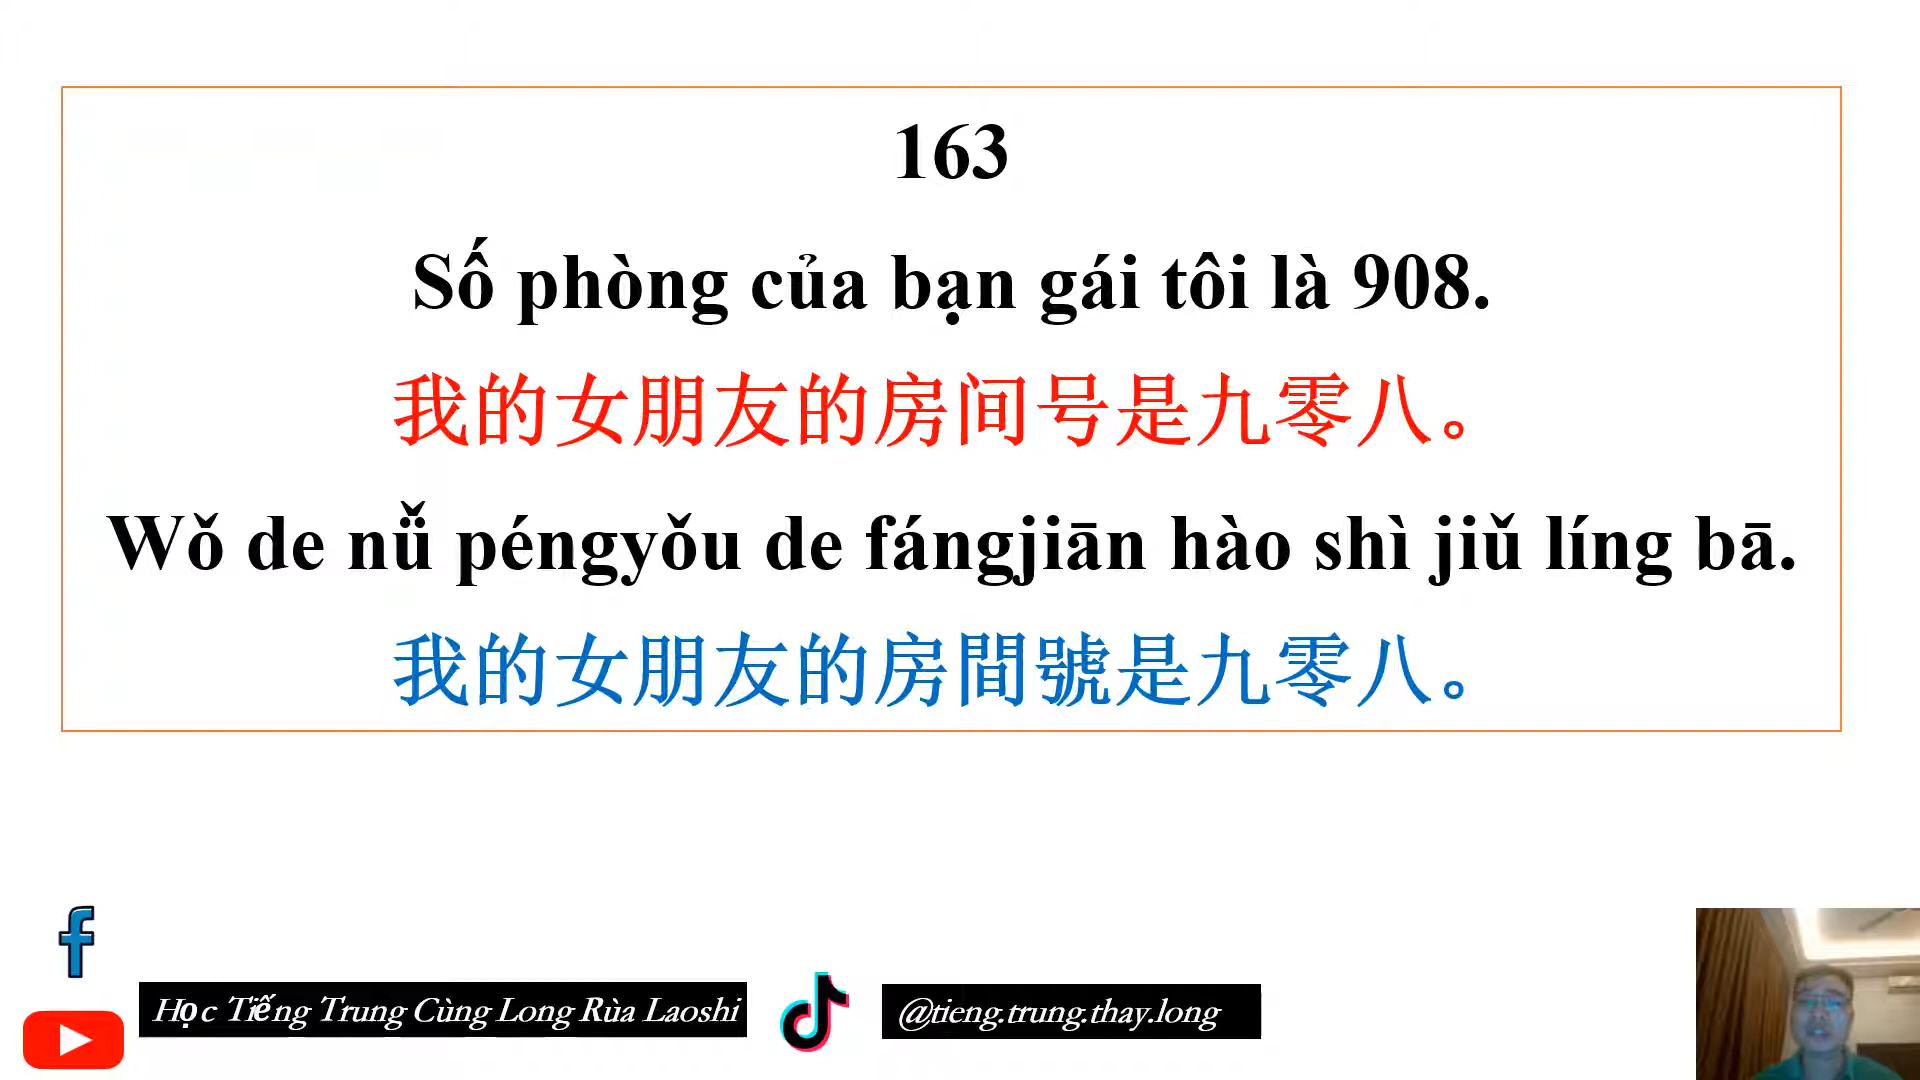 163
Số phòng của bạn gái tôi là 908.
我的女朋友的房间号是九零八。
Wǒ de nǚ péngyǒu de fángjiān hào shì jiǔ líng bā.
我的女朋友的房間號是九零八。
Học Tiếng Trung Cùng Long Rùa Laoshi
@tieng.trung.thay.long